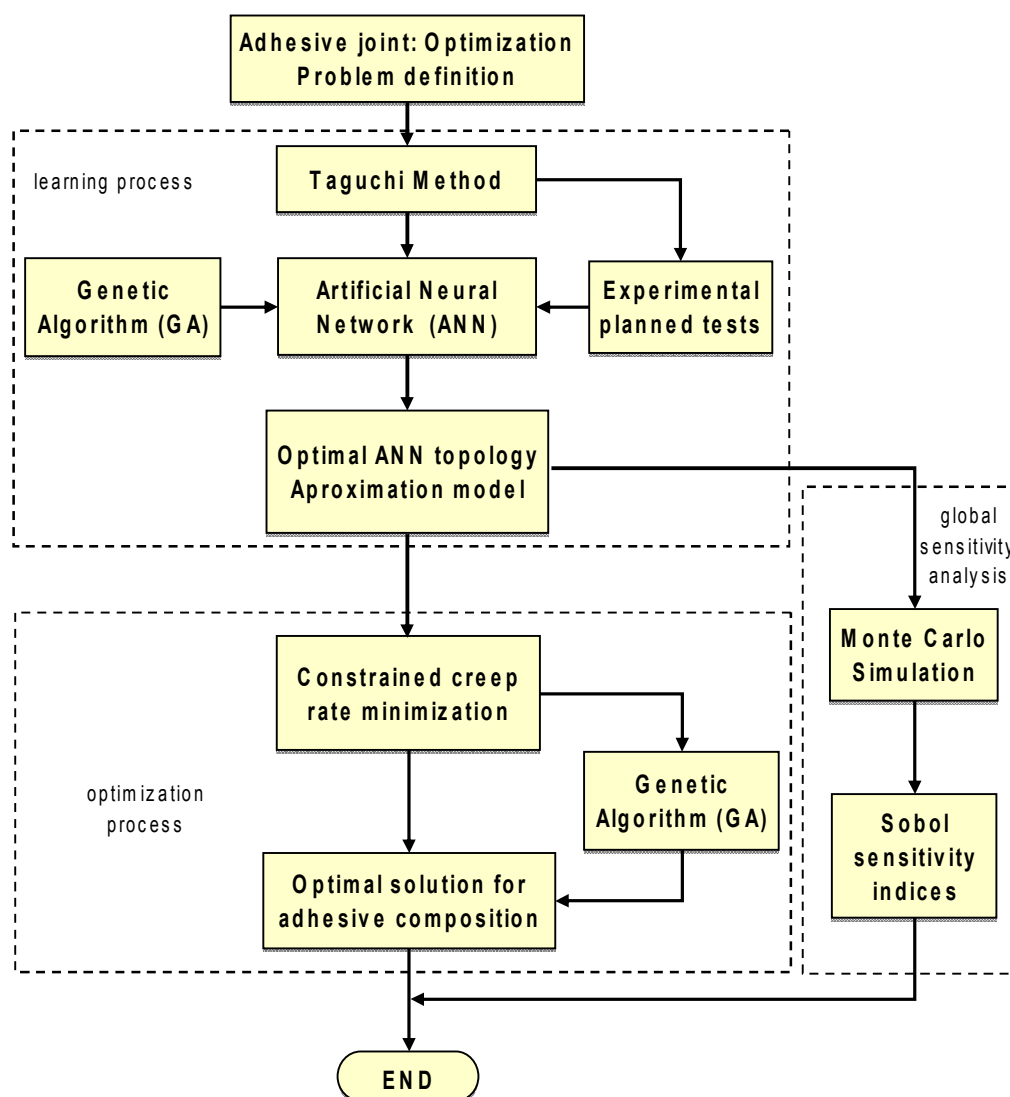 Adhesive joint: Optimization
Problem definition
learning process
Taguchi Method
Genetic
Algorithm (GA)
Artificial Neural
Network (ANN)
Experimental
planned tests
Optimal ANN topology
Aproximation model
global
sensitivity
analysis
Constrained creep
rate minimization
Monte Carlo
Simulation
optimization
process
Genetic
Algorithm (GA)
Sobol
sensitivity
indices
Optimal solution for
adhesive composition
END